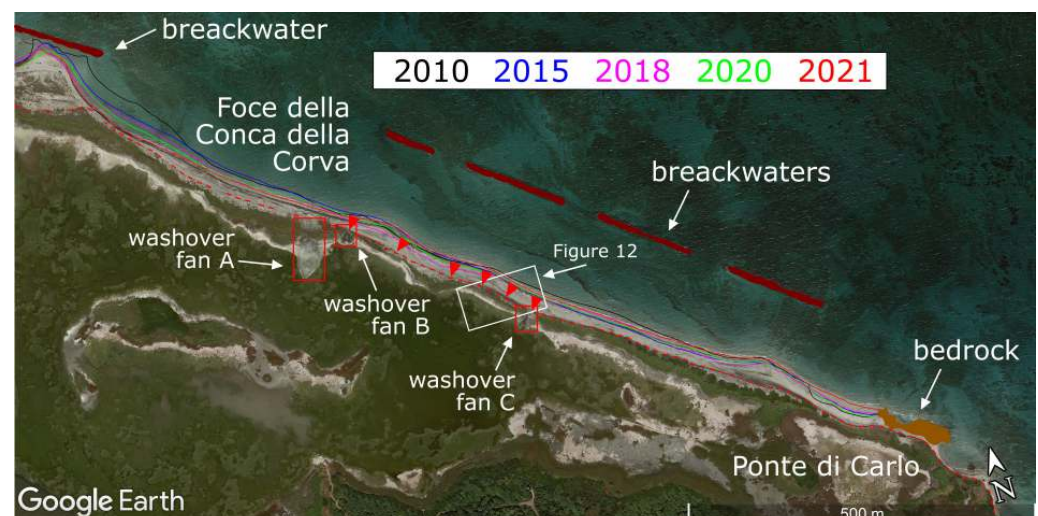 breackwater
2010 2015 2018 2020 2021
Foce della
Conca della
Corva
breackwaters
washover
fan A
Figure 12
washover
fan B
bedrock
washover
fan C
Ponte di Carlo
N
Google Earth
500 m